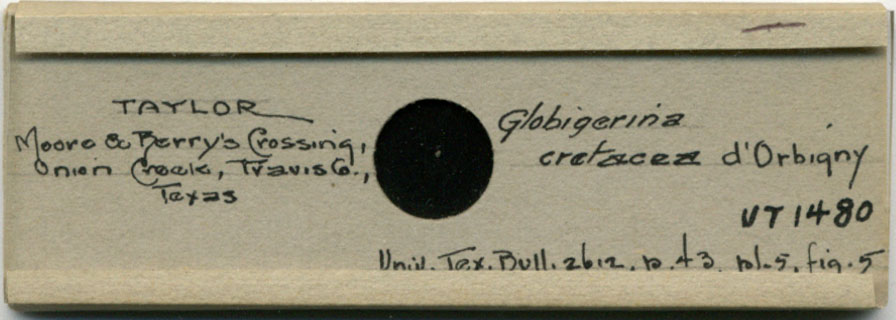 TAYLOR
Moore & Berry's Crossing,
Onion Creek, Travis Co.,
Texas
Globigerina
cretacea d'Orbigny
UT1480
Univ. Tex. Bull. 2612, p. 43, pl. 5, fig. 5